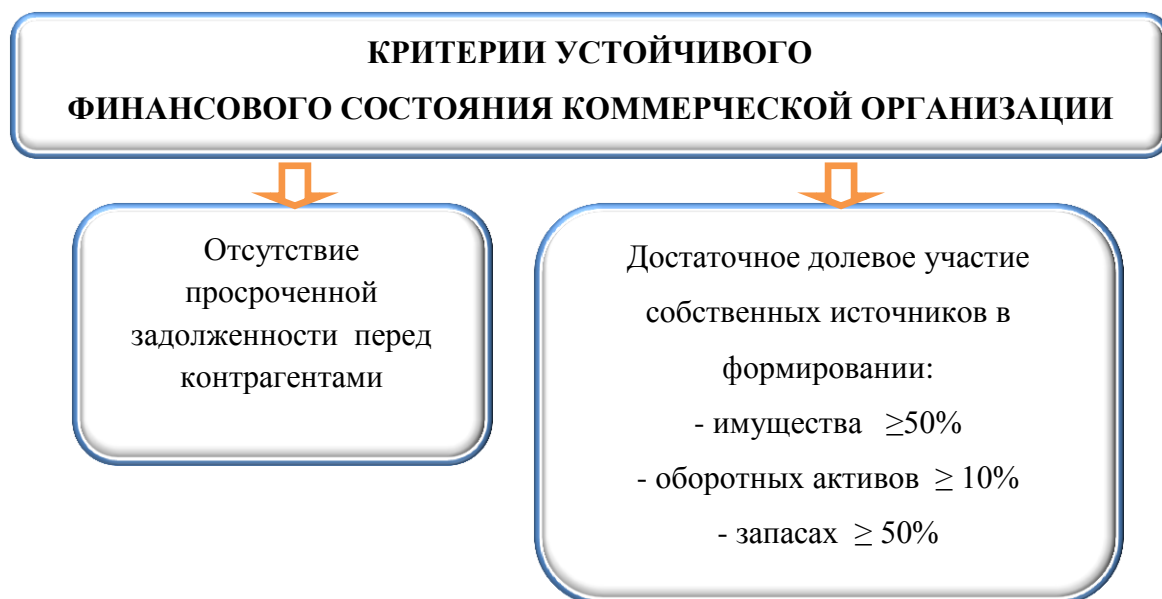 КРИТЕРИИ УСТОЙЧИВОГО
ФИНАНСОВОГО СОСТОЯНИЯ КОММЕРЧЕСКОЙ ОРГАНИЗАЦИИ
Отсутствие
просроченной
задолженности перед
контрагентами
Достаточное долевое участие
собственных источников в
формировании:
- имущества ≥50%
- оборотных активов ≥ 10%
- запасах ≥ 50%